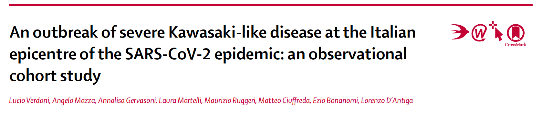 An outbreak of severe Kawasaki-like disease at the Italian
epicentre of the SARS-CoV-2 epidemic: an observational
cohort study
Lucio Verdoni, Angelo Mazza, Annalisa Gervasoni, Laura Martelli, Maurizio Ruggeri, Matteo Ciuffreda, Ezio Bonanomi, Lorenzo D'Antiga
CrossMark